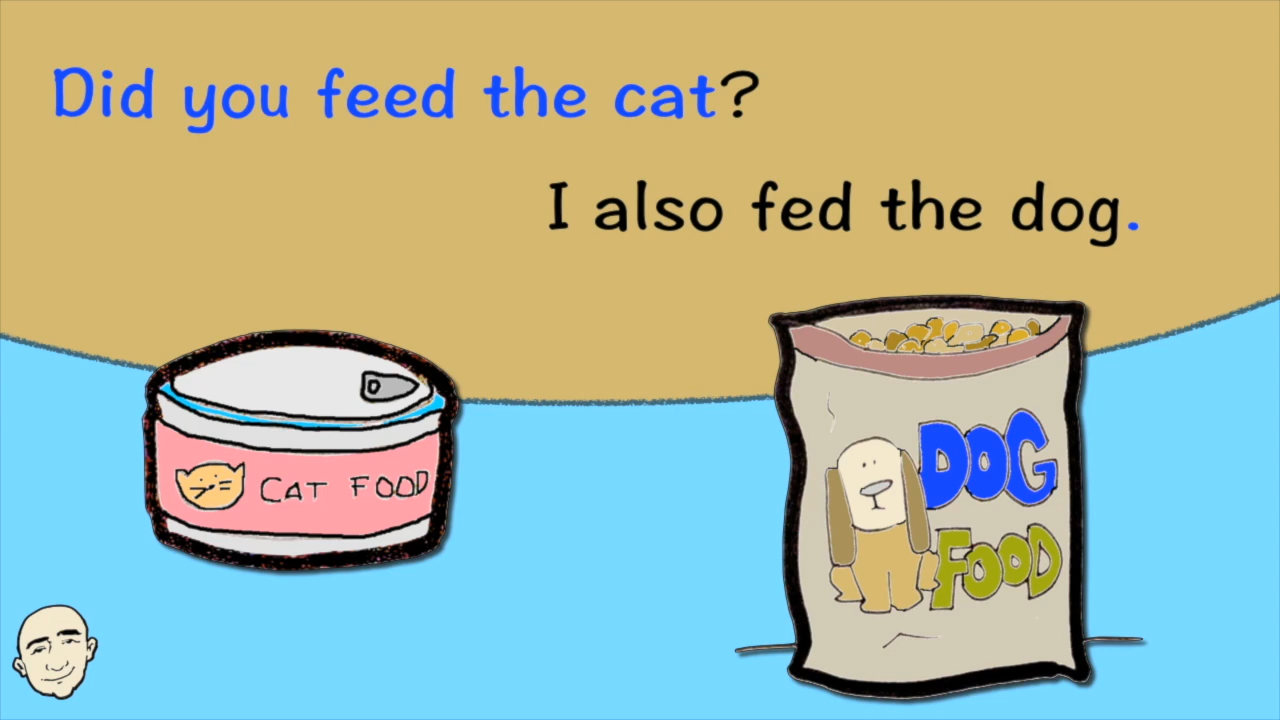 Did you feed the cat?
I also fed the dog.
CAT FOOD
DOG
FOOD